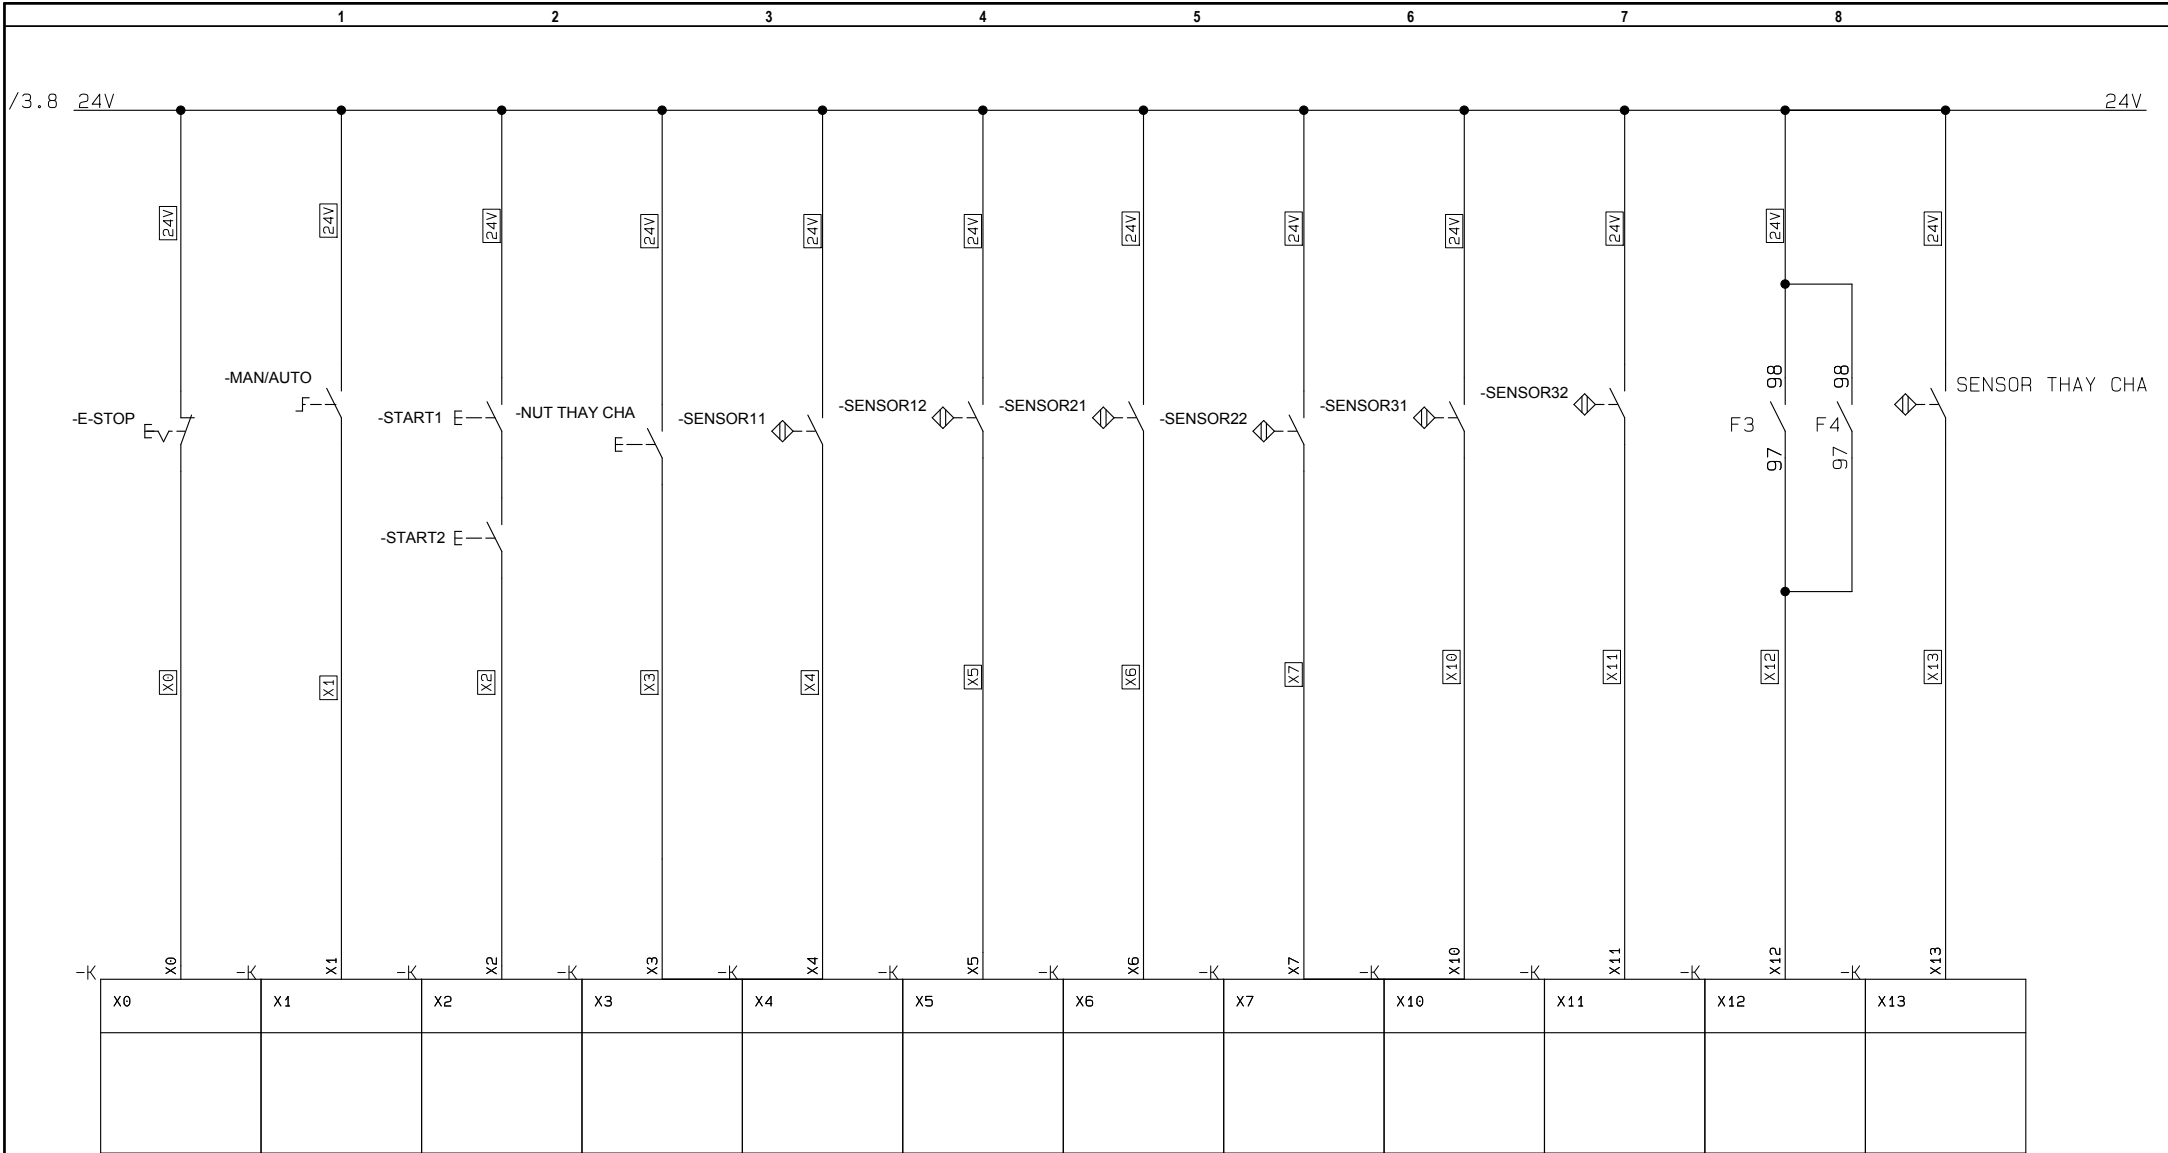 1 2 3 4 5 6 7 8
/3.8 24V 24V
24V 24V 24V 24V 24V 24V 24V 24V 24V 24V 24V 24V
-E-STOP
-MAN/AUTO
-START1
-START2
-NUT THAY CHA
-SENSOR11
-SENSOR12
-SENSOR21
-SENSOR22
-SENSOR31
-SENSOR32
98
F3
97
98
F4
97
SENSOR THAY CHA
X0 X1 X2 X3 X4 X5 X6 X7 X10 X11 X12 X13
-K X0 -K X1 -K X2 -K X3 -K X4 -K X5 -K X6 -K X7 -K X10 -K X11 -K X12 -K X13
X0 X1 X2 X3 X4 X5 X6 X7 X10 X11 X12 X13